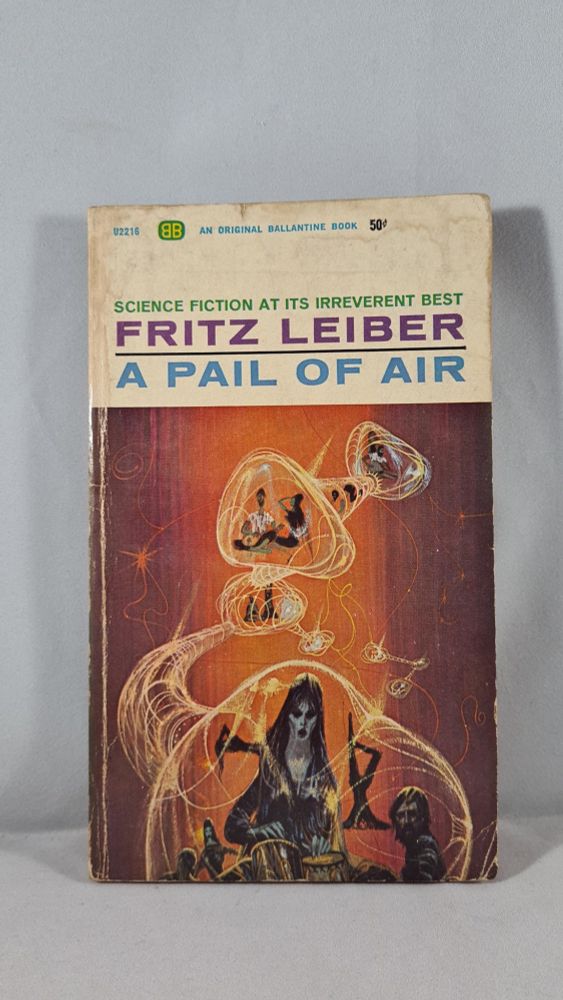 U2216 BB AN ORIGINAL BALLANTINE BOOK 50¢
SCIENCE FICTION AT ITS IRREVERENT BEST
FRITZ LEIBER
A PAIL OF AIR